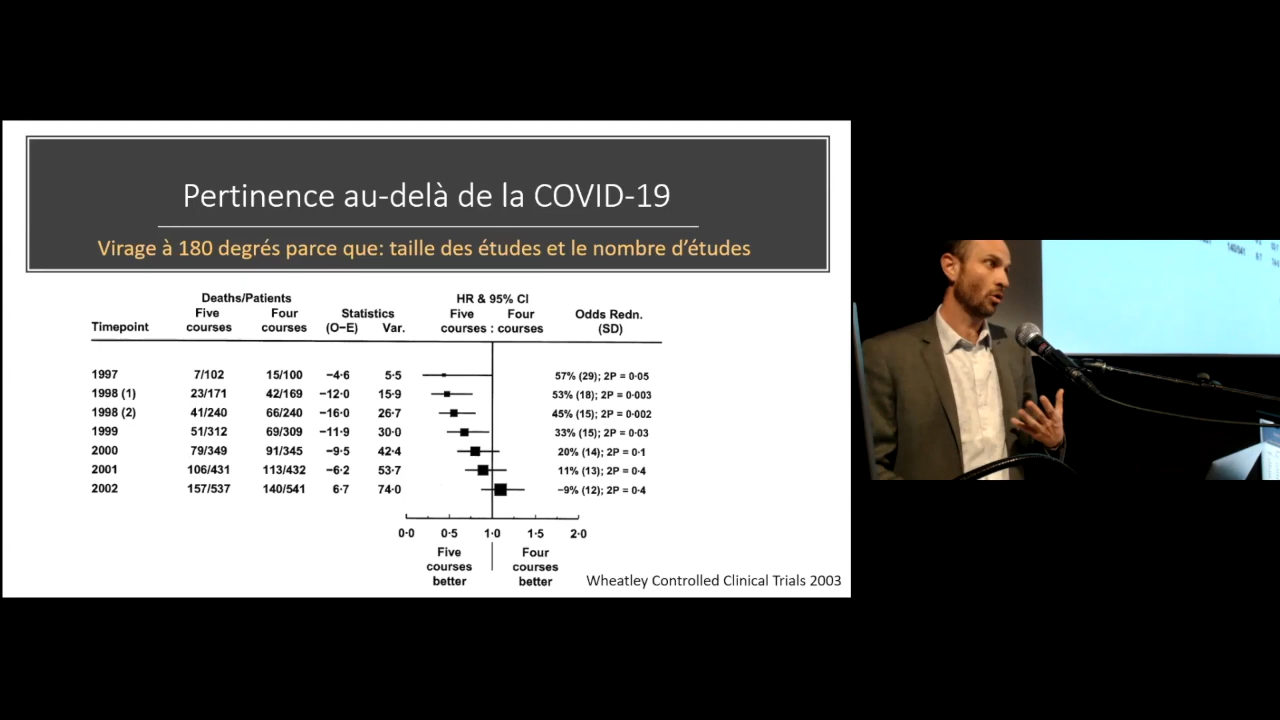 Pertinence au-delà de la COVID-19
Virage à 180 degrés parce que: taille des études et le nombre d’études
Deaths/Patients Statistics HR & 95% CI Odds Redn. (SD)
Timepoint Five courses Four courses (O−E) Var. Five courses : Four courses
1997 7/102 15/100 −4·6 5·5 57% (29); 2P = 0·05
1998 (1) 23/171 42/169 −12·0 15·9 53% (18); 2P = 0·003
1998 (2) 41/240 66/240 −16·0 26·7 45% (15); 2P = 0·002
1999 51/312 69/309 −11·9 30·0 33% (15); 2P = 0·03
2000 79/349 91/345 −9·5 42·4 20% (14); 2P = 0·1
2001 106/431 113/432 −6·2 53·7 11% (13); 2P = 0·4
2002 157/537 140/541 6·7 74·0 −9% (12); 2P = 0·4
0·0 0·5 1·0 1·5 2·0
Five courses better Four courses better
Wheatley Controlled Clinical Trials 2003